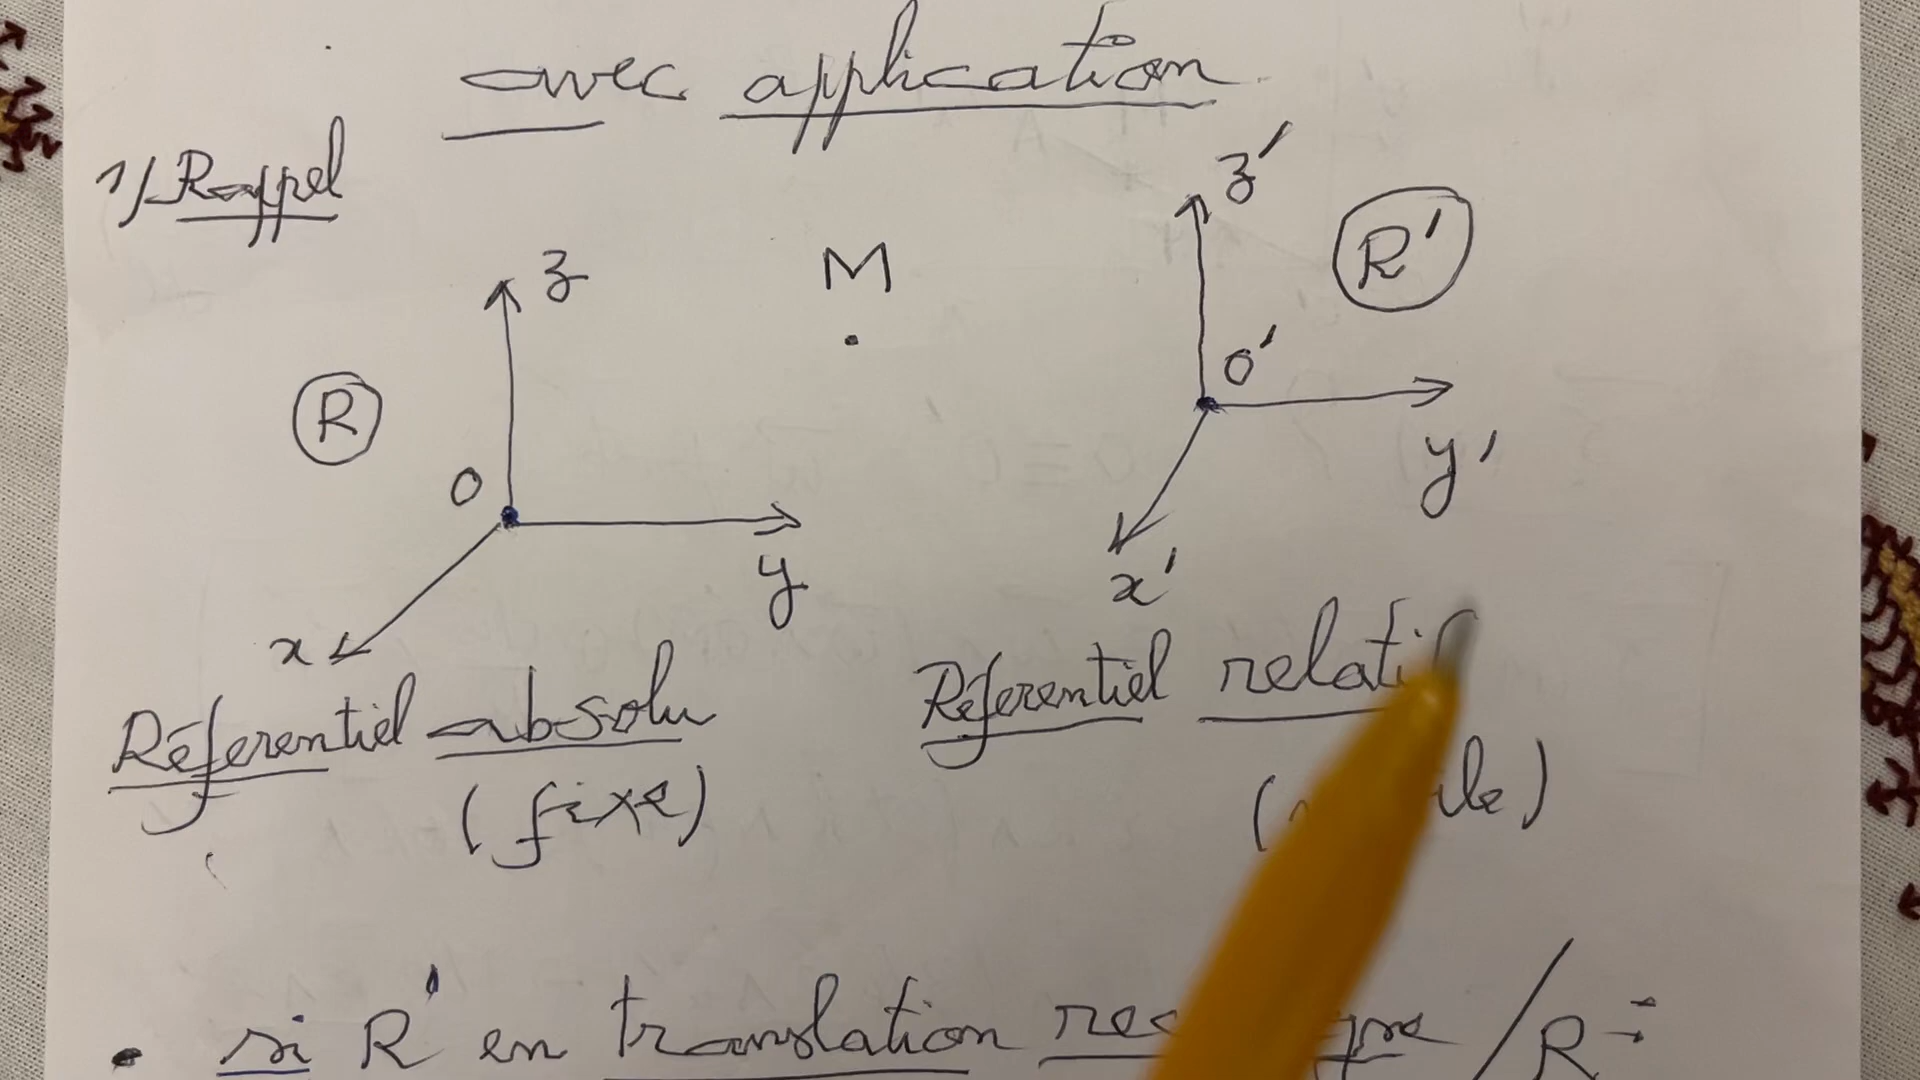 avec application
1/ Rappel
z'
R'
z
M
O'
R
O
y'
y
x'
x
Référentiel relatif
Référentiel absolu
(fixe)
• si R' en translation /R :